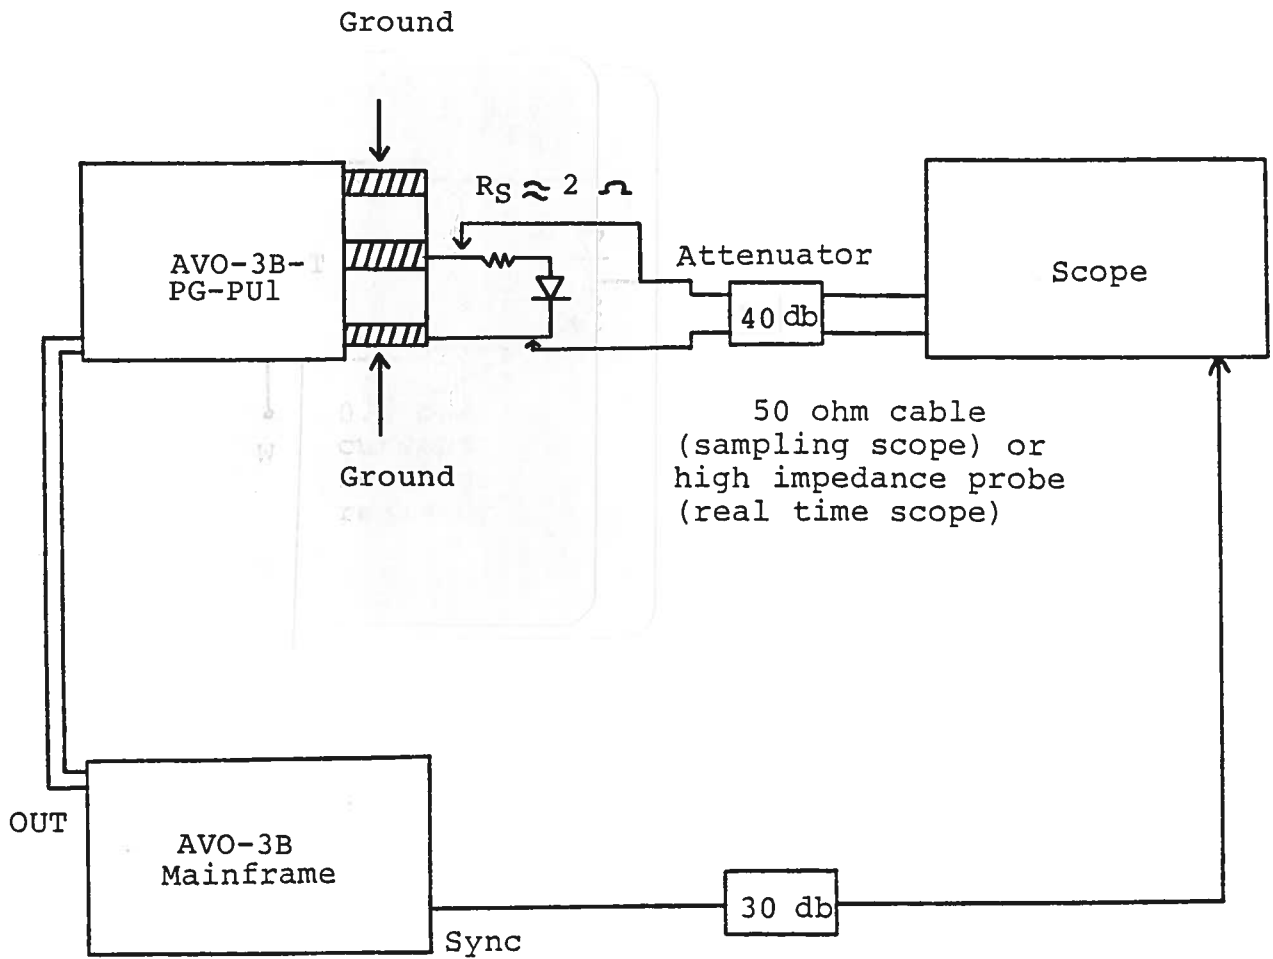 Ground
R_S ≈ 2 Ω
Attenuator
AVO-3B-
PG-PU1
Scope
40 db
50 ohm cable
(sampling scope) or
high impedance probe
(real time scope)
Ground
OUT
AVO-3B
Mainframe
30 db
Sync